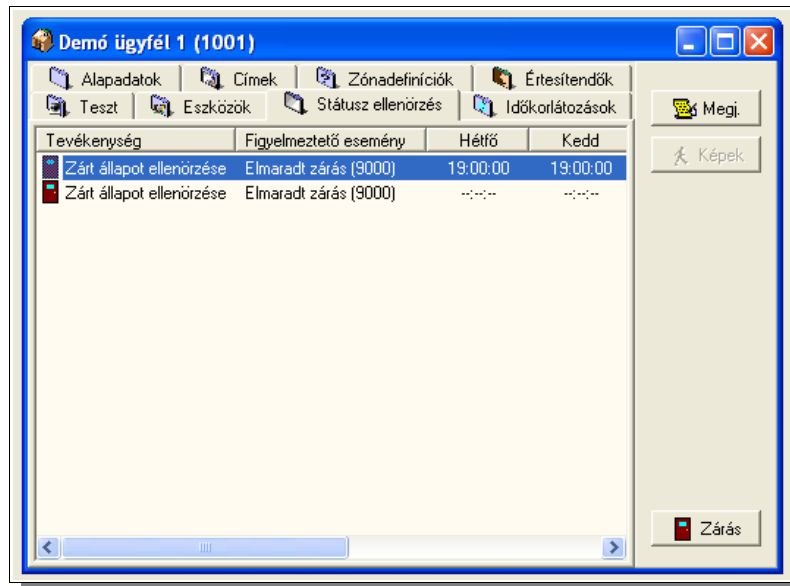 Demó ügyfél 1 (1001)
Alapadatok Címek Zónadefiníciók Értesítendők
Teszt Eszközök Státusz ellenörzés Időkorlátozások
Megj.
Képek
Tevékenység Figyelmeztető esemény Hétfő Kedd
Zárt állapot ellenörzése Elmaradt zárás (9000) 19:00:00 19:00:00
Zárt állapot ellenörzése Elmaradt zárás (9000) --:--:-- --:--:--
Zárás